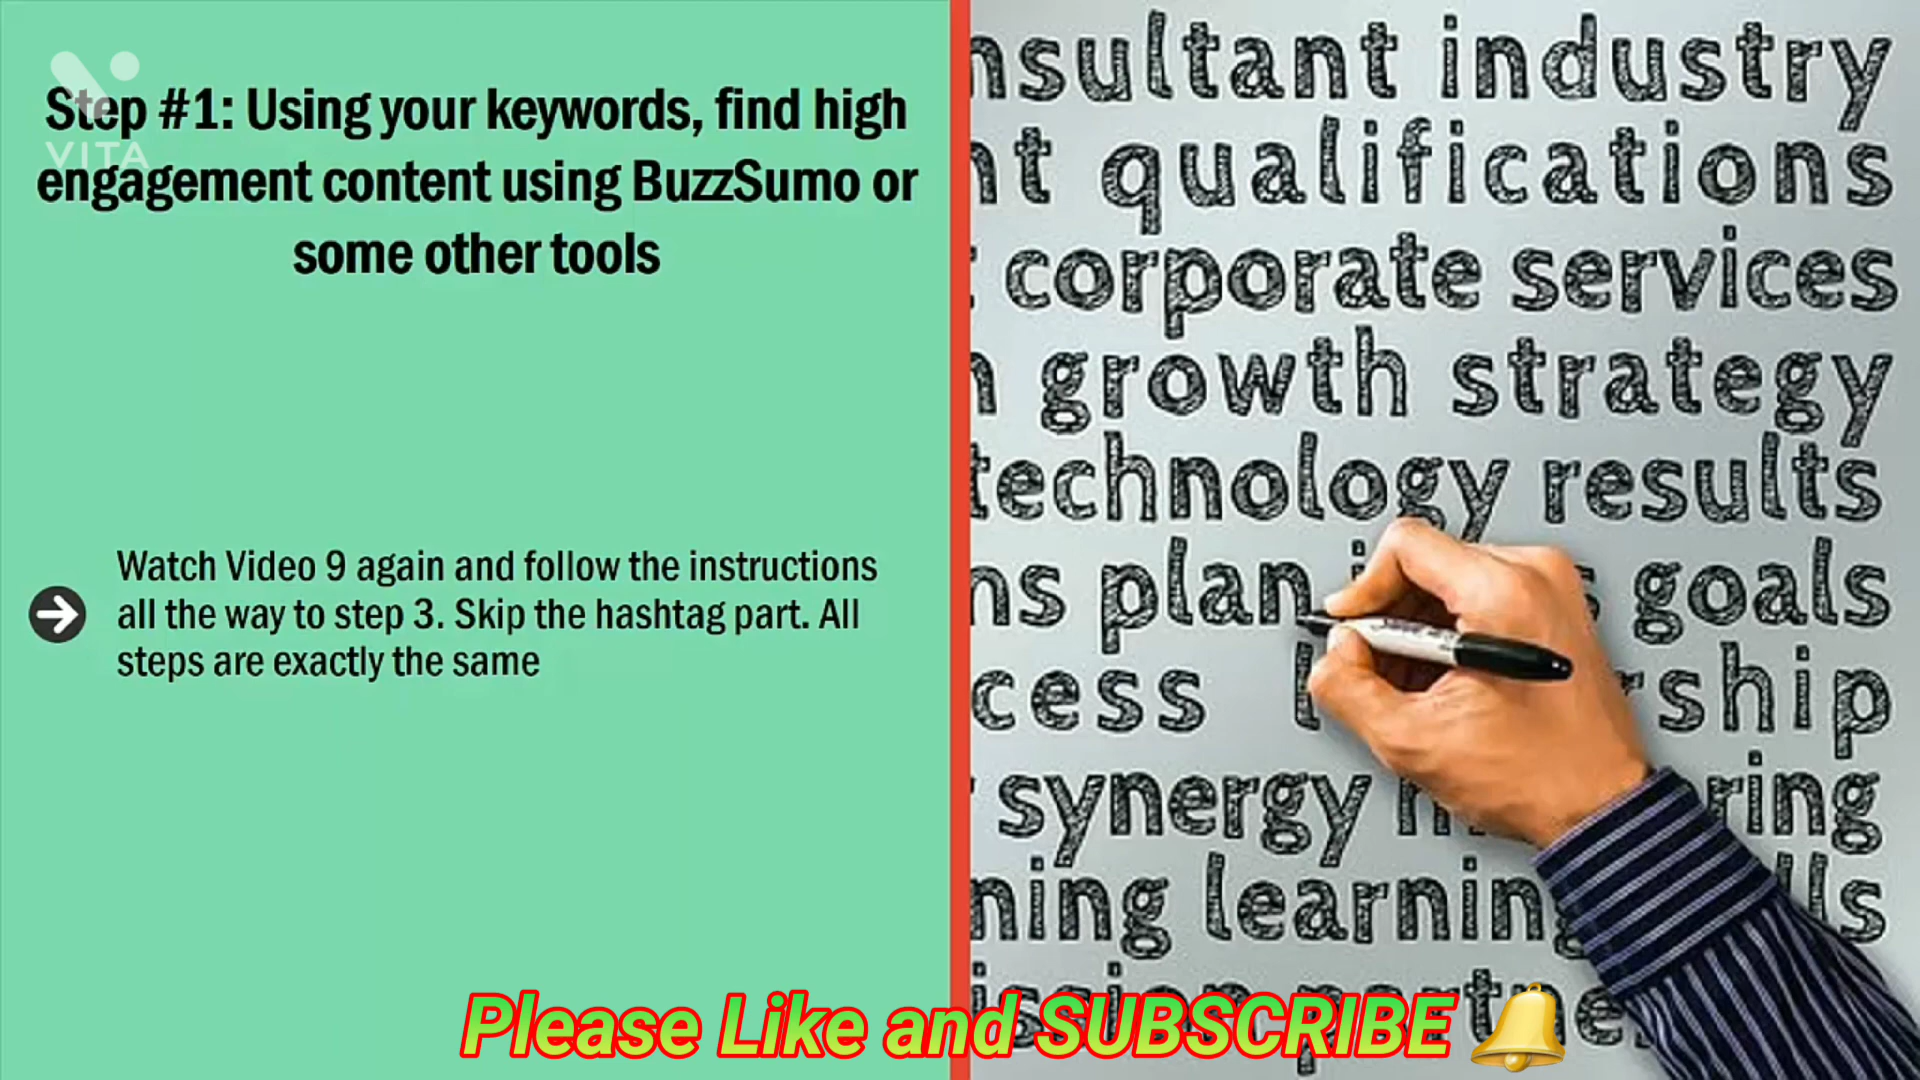 VITA
Step #1: Using your keywords, find high
engagement content using BuzzSumo or
some other tools
Watch Video 9 again and follow the instructions
all the way to step 3. Skip the hashtag part. All
steps are exactly the same
industry
qualifications
corporate services
growth strategy
technology results
plan goals
synergy
learning
Please Like and SUBSCRIBE